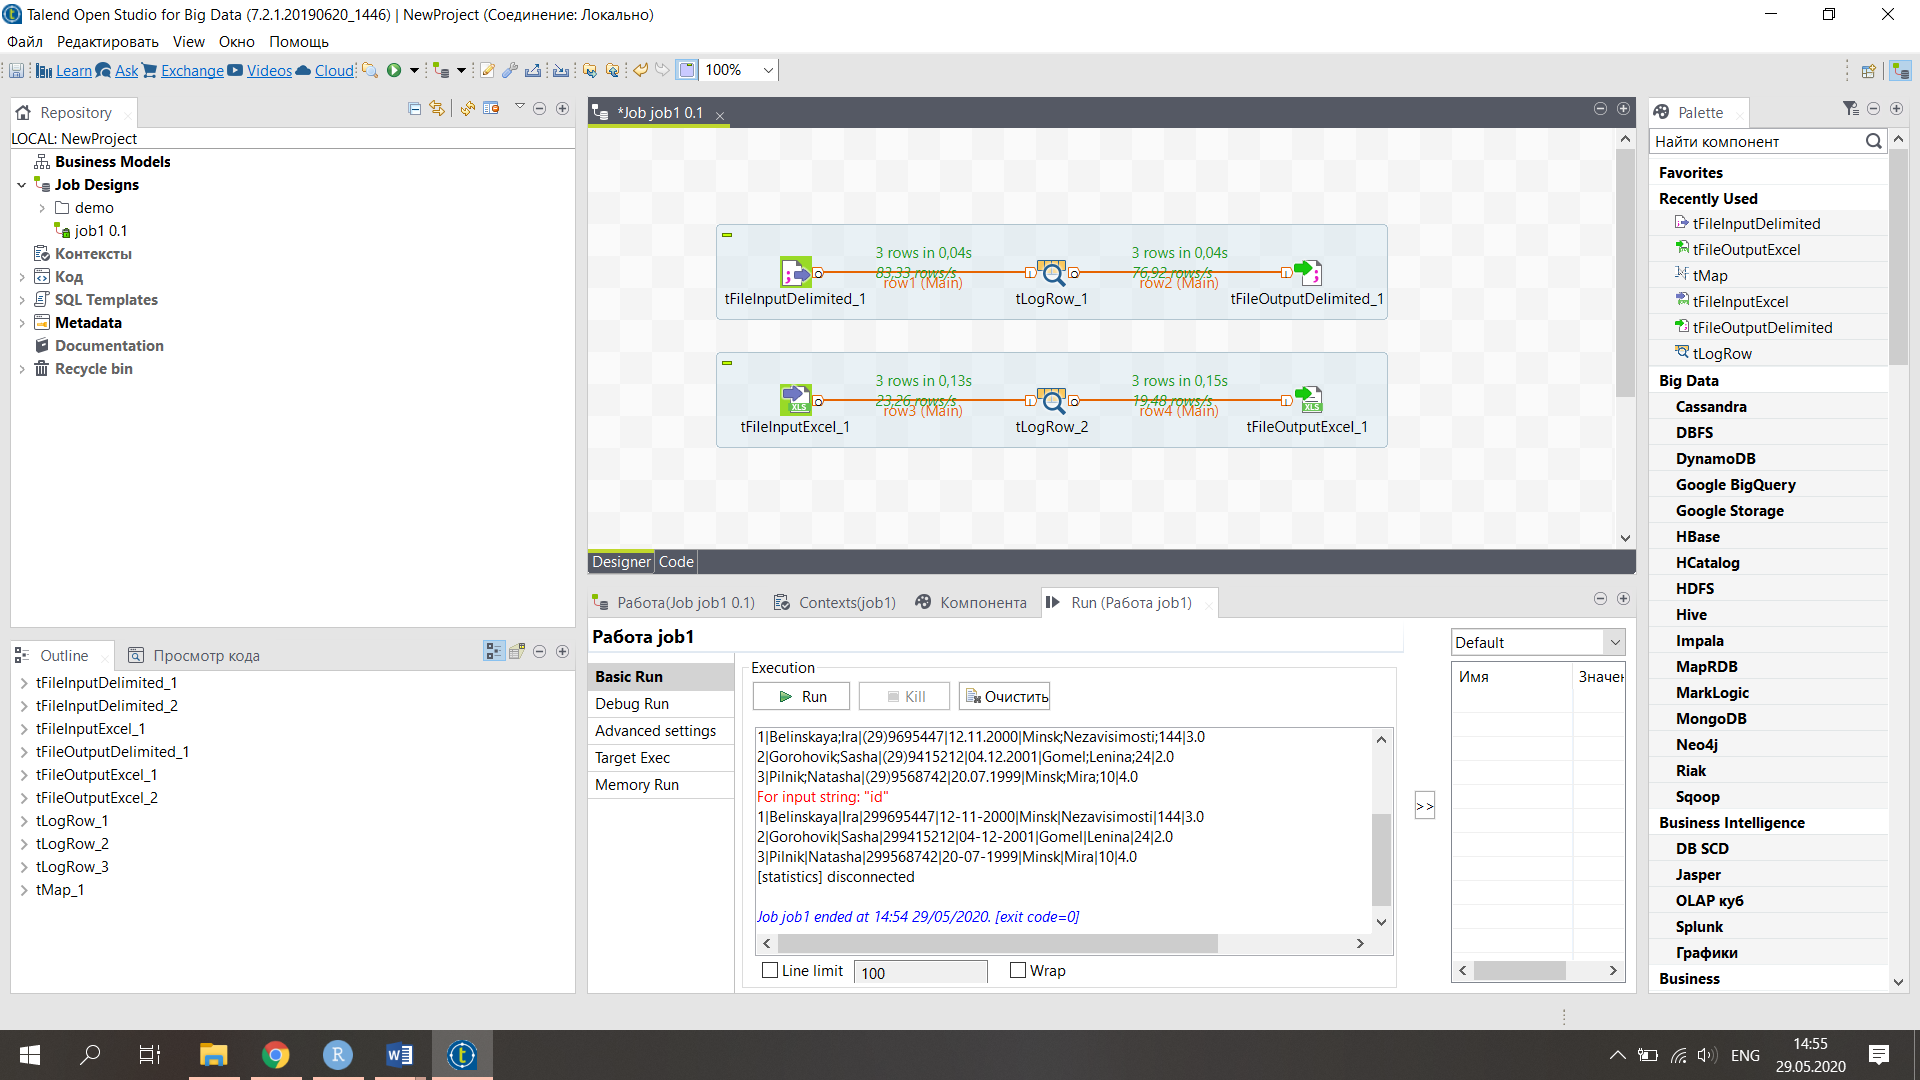 Talend Open Studio for Big Data (7.2.1.20190620_1446) | NewProject (Соединение: Локально)
Файл Редактировать View Окно Помощь
Learn Ask Exchange Videos Cloud 100%
Repository
LOCAL: NewProject
Business Models
Job Designs
demo
job1 0.1
Контексты
Код
SQL Templates
Metadata
Documentation
Recycle bin
Outline Просмотр кода
tFileInputDelimited_1
tFileInputDelimited_2
tFileInputExcel_1
tFileOutputDelimited_1
tFileOutputExcel_1
tFileOutputExcel_2
tLogRow_1
tLogRow_2
tLogRow_3
tMap_1
*Job job1 0.1
3 rows in 0,04s 3 rows in 0,04s
83,33 rows/s 76,92 rows/s
row1 (Main) row2 (Main)
tFileInputDelimited_1 tLogRow_1 tFileOutputDelimited_1
3 rows in 0,13s 3 rows in 0,15s
23,26 rows/s 19,48 rows/s
row3 (Main) row4 (Main)
XLS XLS
tFileInputExcel_1 tLogRow_2 tFileOutputExcel_1
Designer Code
Работа(Job job1 0.1) Contexts(job1) Компонента Run (Работа job1)
Работа job1
Basic Run
Debug Run
Advanced settings
Target Exec
Memory Run
Execution
Run Kill Очистить
1|Belinskaya;Ira|(29)9695447|12.11.2000|Minsk;Nezavisimosti;144|3.0
2|Gorohovik;Sasha|(29)9415212|04.12.2001|Gomel;Lenina;24|2.0
3|Pilnik;Natasha|(29)9568742|20.07.1999|Minsk;Mira;10|4.0
For input string: "id"
1|Belinskaya|Ira|299695447|12-11-2000|Minsk|Nezavisimosti|144|3.0
2|Gorohovik|Sasha|299415212|04-12-2001|Gomel|Lenina|24|2.0
3|Pilnik|Natasha|299568742|20-07-1999|Minsk|Mira|10|4.0
[statistics] disconnected
Job job1 ended at 14:54 29/05/2020. [exit code=0]
Line limit 100 Wrap
>>
Default
Имя Значен
Palette
Найти компонент
Favorites
Recently Used
tFileInputDelimited
tFileOutputExcel
tMap
tFileInputExcel
tFileOutputDelimited
tLogRow
Big Data
Cassandra
DBFS
DynamoDB
Google BigQuery
Google Storage
HBase
HCatalog
HDFS
Hive
Impala
MapRDB
MarkLogic
MongoDB
Neo4j
Riak
Sqoop
Business Intelligence
DB SCD
Jasper
OLAP куб
Splunk
Графики
Business
ENG
14:55
29.05.2020